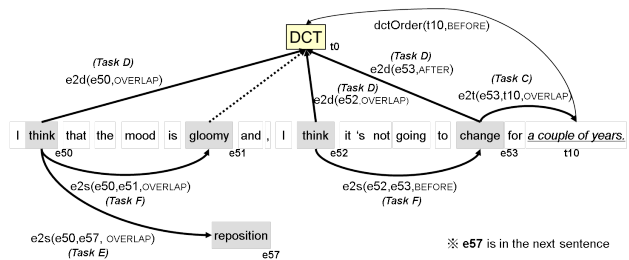 DCT
t0
dctOrder(t10,BEFORE)
(Task D)
e2d(e50,OVERLAP)
(Task D)
e2d(e52,OVERLAP)
(Task D)
e2d(e53,AFTER)
(Task C)
e2t(e53,t10,OVERLAP)
I think that the mood is gloomy and , I think it 's not going to change for a couple of years.
e50 e51 e52 e53 t10
e2s(e50,e51,OVERLAP)
(Task F)
e2s(e52,e53,BEFORE)
(Task F)
e2s(e50,e57, OVERLAP)
(Task E)
reposition
e57
※ e57 is in the next sentence